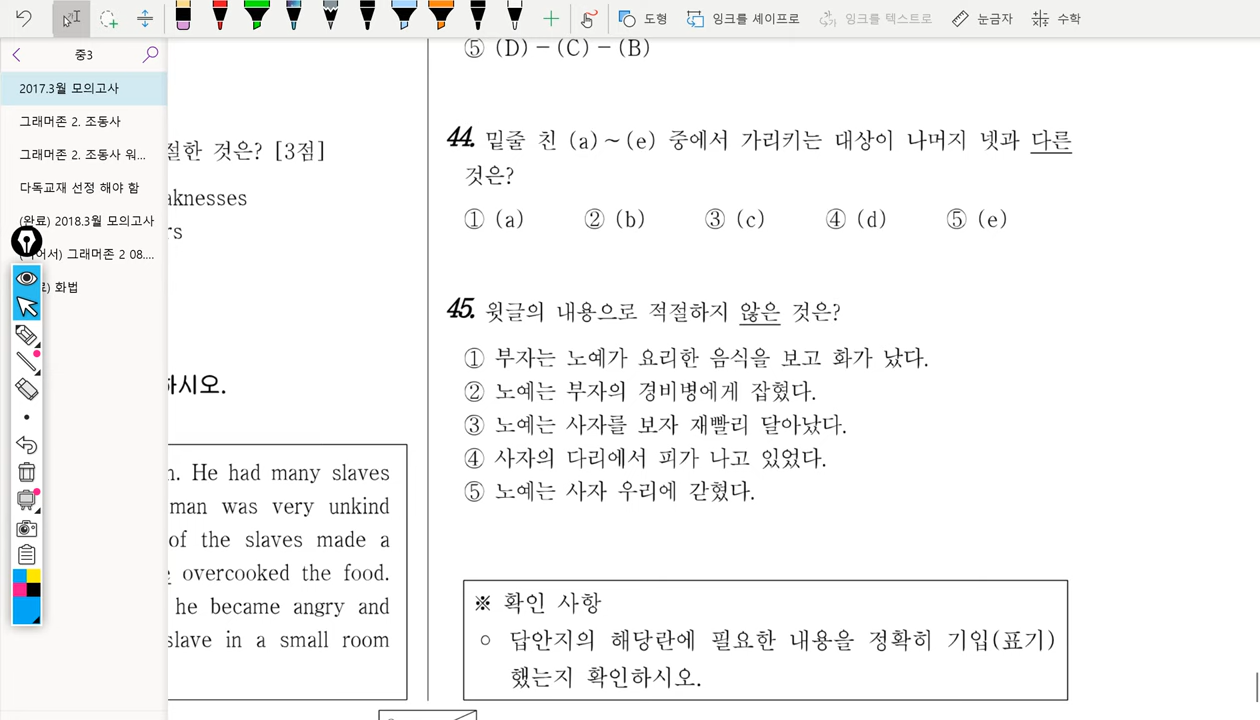 도형
잉크를 셰이프로
잉크를 텍스트로
눈금자
수학
중3
2017.3월 모의고사
그래머존 2. 조동사
그래머존 2. 조동사 워...
다독교재 선정 해야 함
(완료) 2018.3월 모의고사
그래머존 2 08....
화법
절한 것은? [3점]
aknesses
rs
하시오.
n. He had many slaves
man was very unkind
of the slaves made a
e overcooked the food.
he became angry and
slave in a small room
⑤ (D)－(C)－(B)
44. 밑줄 친 (a)～(e) 중에서 가리키는 대상이 나머지 넷과 다른
것은?
① (a) ② (b) ③ (c) ④ (d) ⑤ (e)
45. 윗글의 내용으로 적절하지 않은 것은?
① 부자는 노예가 요리한 음식을 보고 화가 났다.
② 노예는 부자의 경비병에게 잡혔다.
③ 노예는 사자를 보자 재빨리 달아났다.
④ 사자의 다리에서 피가 나고 있었다.
⑤ 노예는 사자 우리에 갇혔다.
※ 확인 사항
○ 답안지의 해당란에 필요한 내용을 정확히 기입(표기)
했는지 확인하시오.